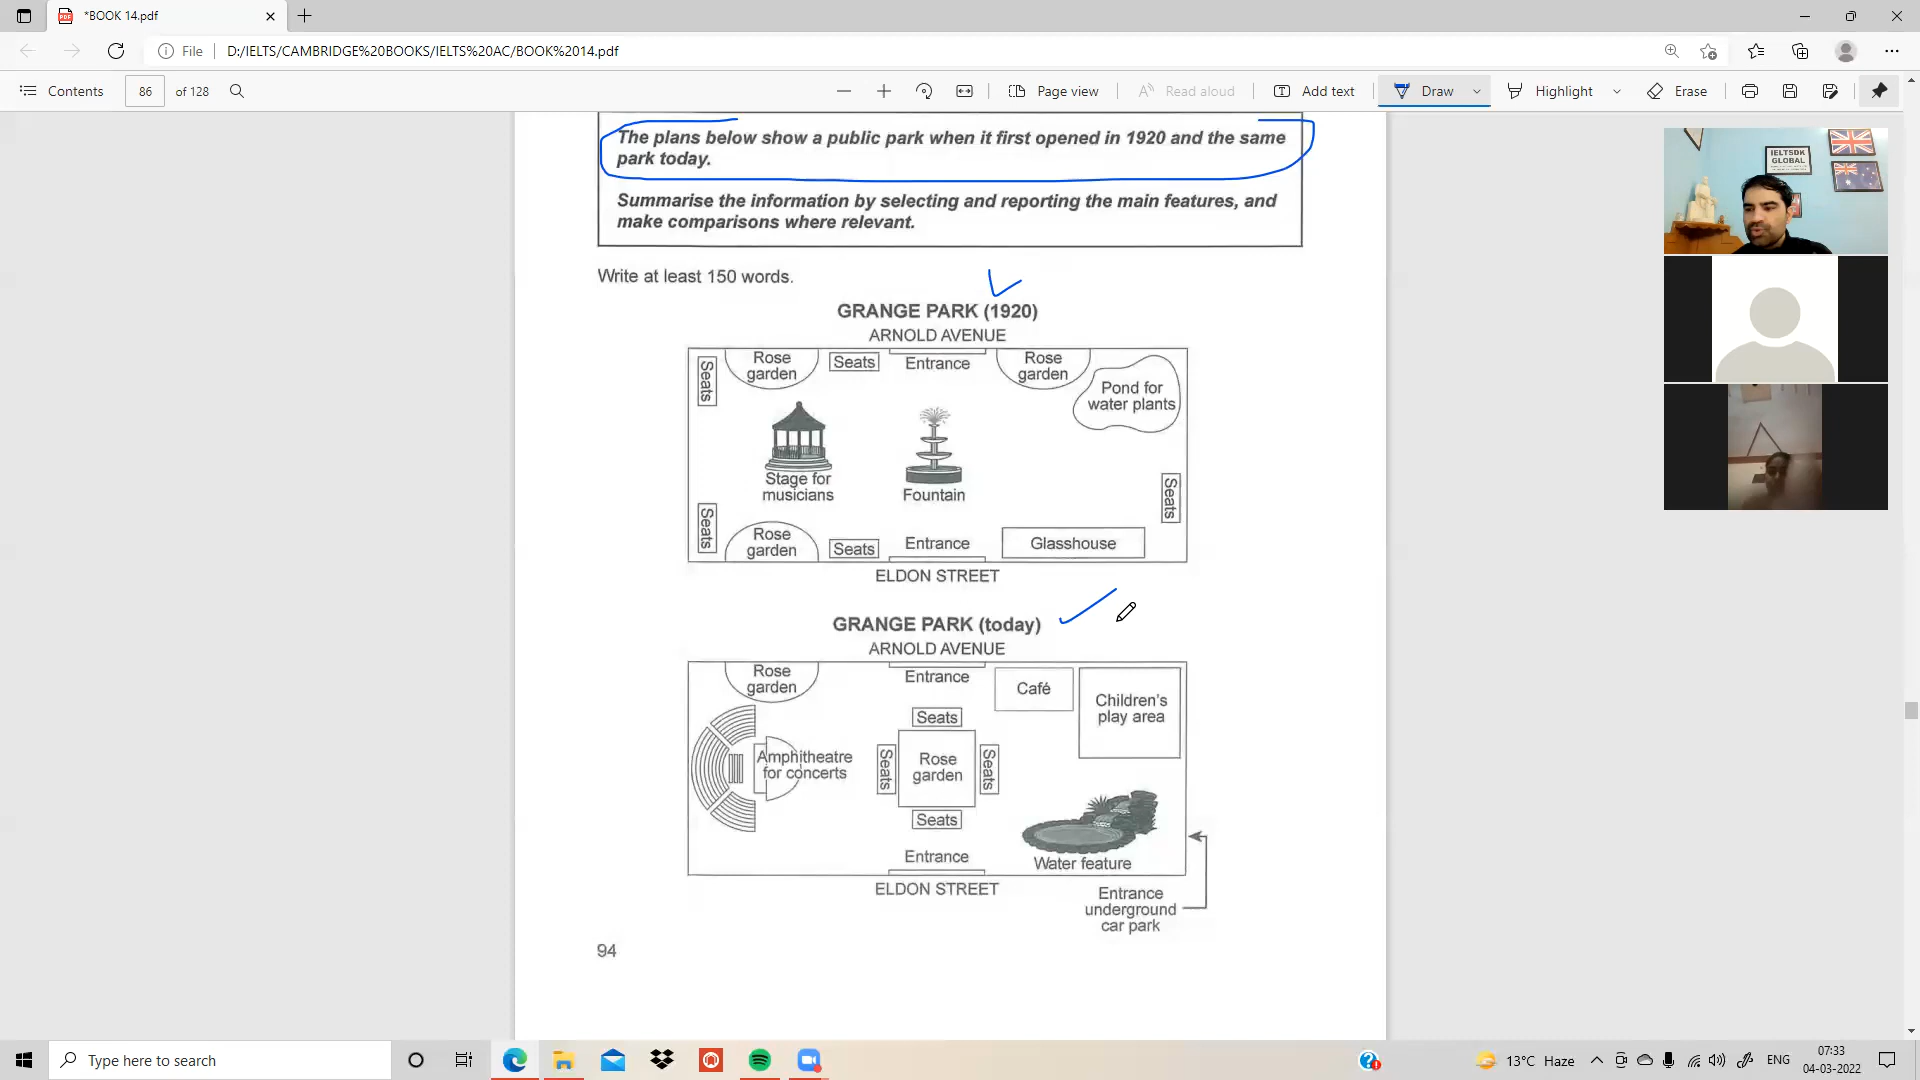 *BOOK 14.pdf
File D:/IELTS/CAMBRIDGE%20BOOKS/IELTS%20AC/BOOK%2014.pdf
Contents 86 of 128 Page view Read aloud Add text Draw Highlight Erase
The plans below show a public park when it first opened in 1920 and the same
park today.
Summarise the information by selecting and reporting the main features, and
make comparisons where relevant.
Write at least 150 words.
GRANGE PARK (1920)
ARNOLD AVENUE
Seats
Rose
garden
Seats
Entrance
Rose
garden
Pond for
water plants
Stage for
musicians
Fountain
Seats
Seats
Rose
garden
Seats
Entrance
Glasshouse
ELDON STREET
GRANGE PARK (today)
ARNOLD AVENUE
Rose
garden
Entrance
Café
Children's
play area
Seats
Amphitheatre
for concerts
Seats
Rose
garden
Seats
Seats
Entrance
Water feature
ELDON STREET
Entrance
underground
car park
94
IELTSDK
GLOBAL
Type here to search
13°C Haze
ENG
07:33
04-03-2022